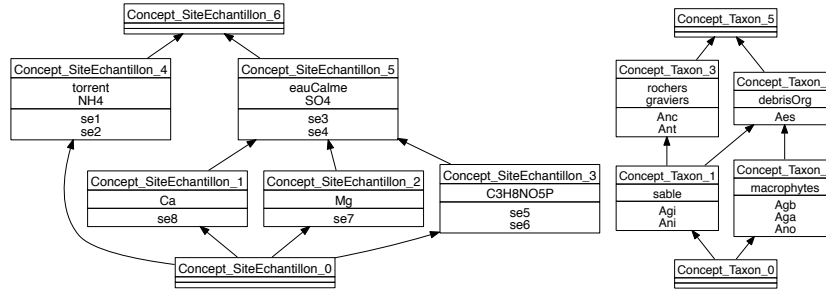 Concept_SiteEchantillon_6
Concept_SiteEchantillon_4
torrent
NH4
se1
se2
Concept_SiteEchantillon_5
eauCalme
SO4
se3
se4
Concept_SiteEchantillon_1
Ca
se8
Concept_SiteEchantillon_2
Mg
se7
Concept_SiteEchantillon_3
C3H8NO5P
se5
se6
Concept_SiteEchantillon_0
Concept_Taxon_5
Concept_Taxon_3
rochers
graviers
Anc
Ant
Concept_Taxon_
debrisOrg
Aes
Concept_Taxon_1
sable
Agi
Ani
Concept_Taxon_
macrophytes
Agb
Aga
Ano
Concept_Taxon_0